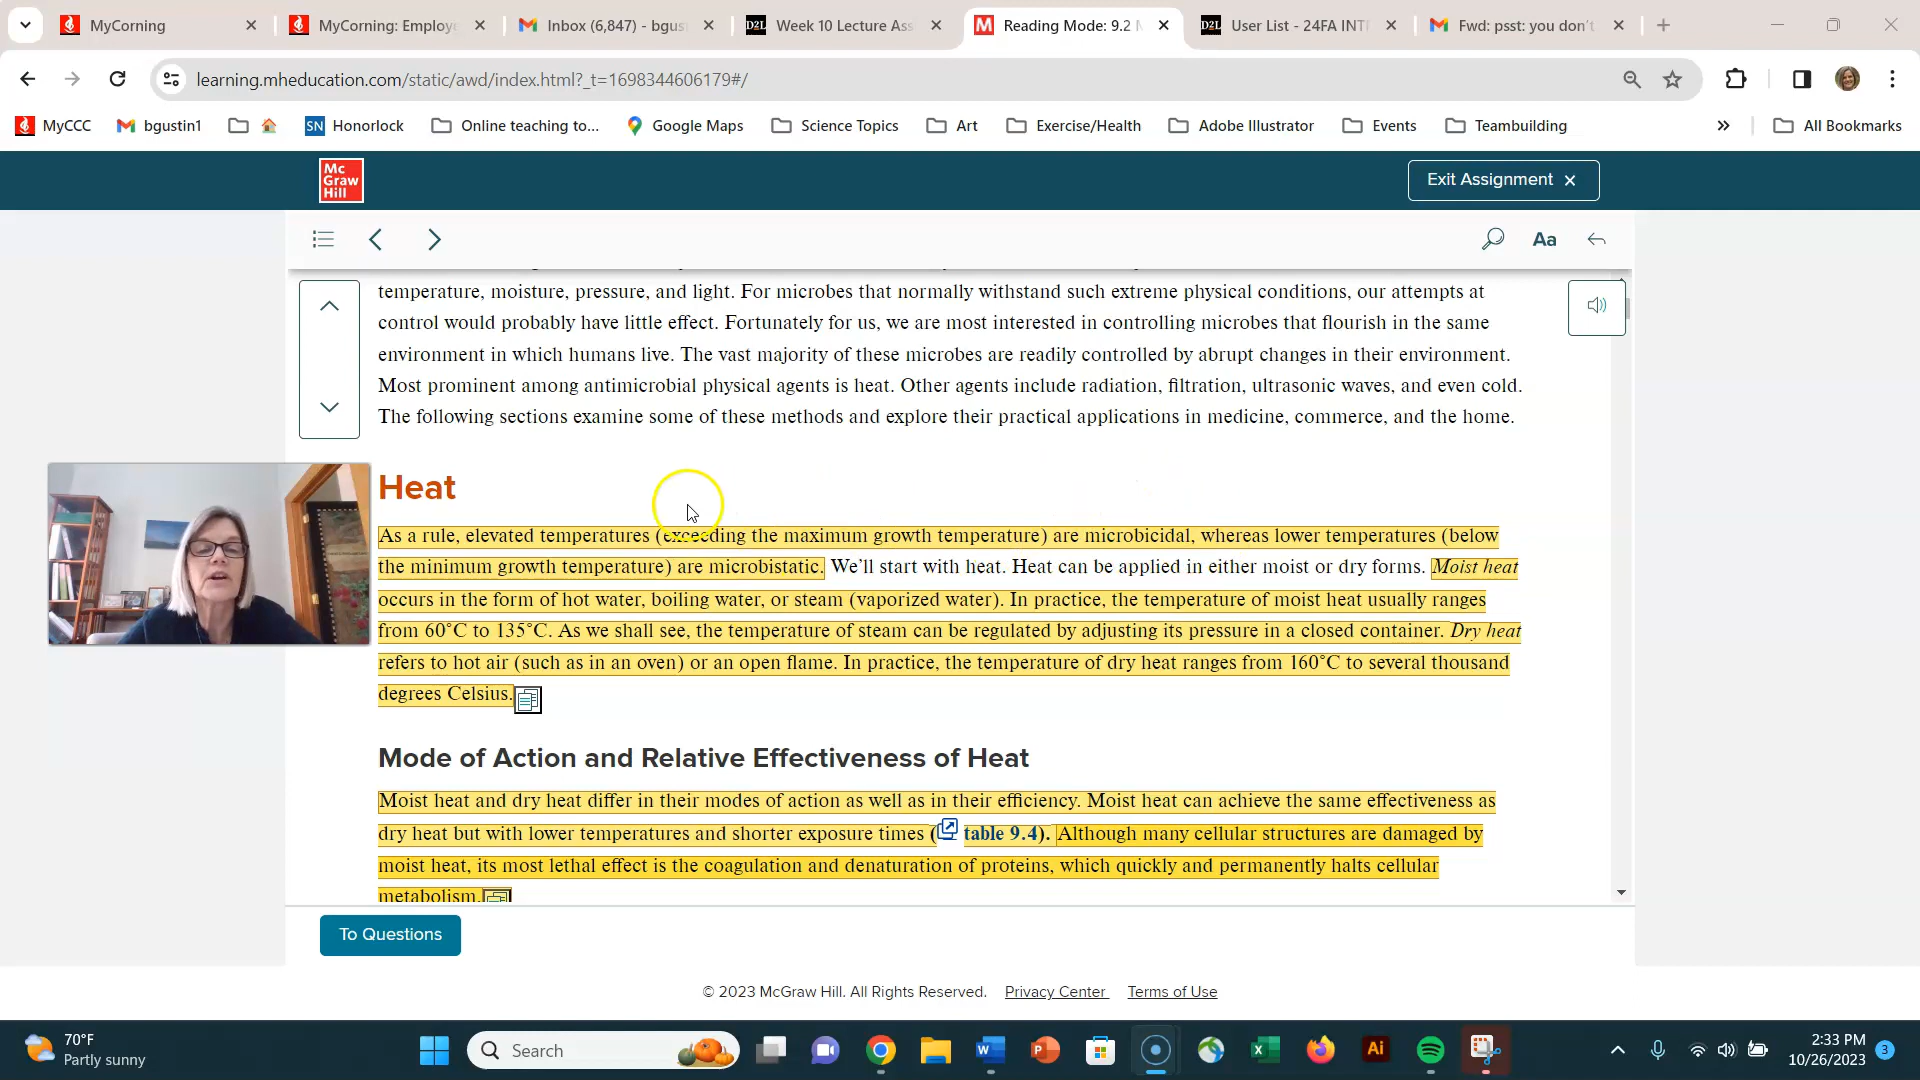 MyCorning
MyCorning: Employe
Inbox (6,847) - bgus
D2L Week 10 Lecture Ass
M Reading Mode: 9.2 M
D2L User List - 24FA INT
Fwd: psst: you don't
learning.mheducation.com/static/awd/index.html?_t=1698344606179#/
MyCCC
bgustin1
SN Honorlock
Online teaching to...
Google Maps
Science Topics
Art
Exercise/Health
Adobe Illustrator
Events
Teambuilding
All Bookmarks
Mc
Graw
Hill
Exit Assignment
Aa
temperature, moisture, pressure, and light. For microbes that normally withstand such extreme physical conditions, our attempts at
control would probably have little effect. Fortunately for us, we are most interested in controlling microbes that flourish in the same
environment in which humans live. The vast majority of these microbes are readily controlled by abrupt changes in their environment.
Most prominent among antimicrobial physical agents is heat. Other agents include radiation, filtration, ultrasonic waves, and even cold.
The following sections examine some of these methods and explore their practical applications in medicine, commerce, and the home.
Heat
As a rule, elevated temperatures (exceeding the maximum growth temperature) are microbicidal, whereas lower temperatures (below
the minimum growth temperature) are microbistatic. We'll start with heat. Heat can be applied in either moist or dry forms. Moist heat
occurs in the form of hot water, boiling water, or steam (vaporized water). In practice, the temperature of moist heat usually ranges
from 60°C to 135°C. As we shall see, the temperature of steam can be regulated by adjusting its pressure in a closed container. Dry heat
refers to hot air (such as in an oven) or an open flame. In practice, the temperature of dry heat ranges from 160°C to several thousand
degrees Celsius.
Mode of Action and Relative Effectiveness of Heat
Moist heat and dry heat differ in their modes of action as well as in their efficiency. Moist heat can achieve the same effectiveness as
dry heat but with lower temperatures and shorter exposure times (table 9.4). Although many cellular structures are damaged by
moist heat, its most lethal effect is the coagulation and denaturation of proteins, which quickly and permanently halts cellular
metabolism.
To Questions
© 2023 McGraw Hill. All Rights Reserved. Privacy Center Terms of Use
70°F
Partly sunny
Search
Ai
2:33 PM
10/26/2023
3